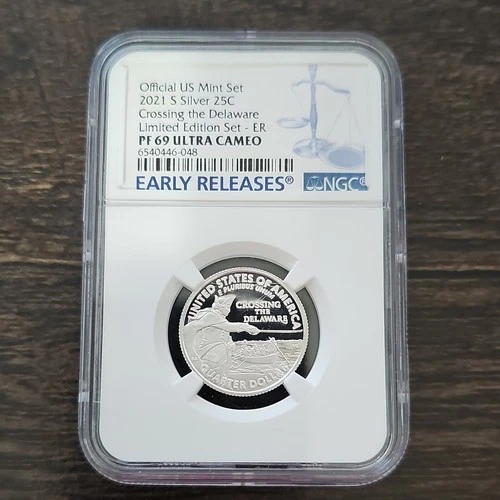 Official US Mint Set
2021 S Silver 25C
Crossing the Delaware
Limited Edition Set - ER
PF 69 ULTRA CAMEO
6540446-048
EARLY RELEASES®
NGC®
UNITED STATES OF AMERICA
E PLURIBUS UNUM
CROSSING
THE
DELAWARE
QUARTER DOLLAR